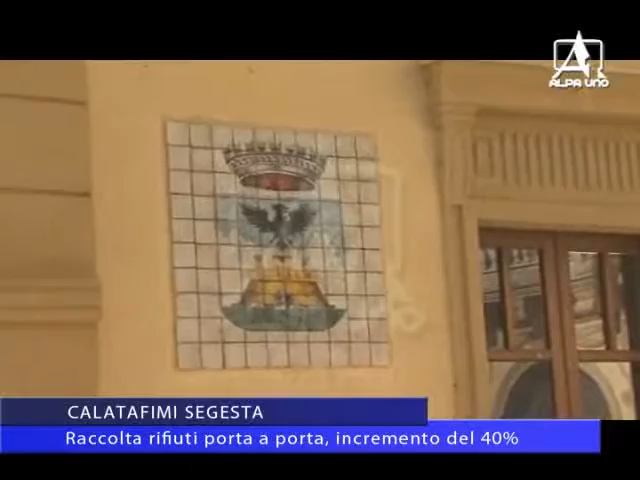 ALPA UNO
CALATAFIMI SEGESTA
Raccolta rifiuti porta a porta, incremento del 40%